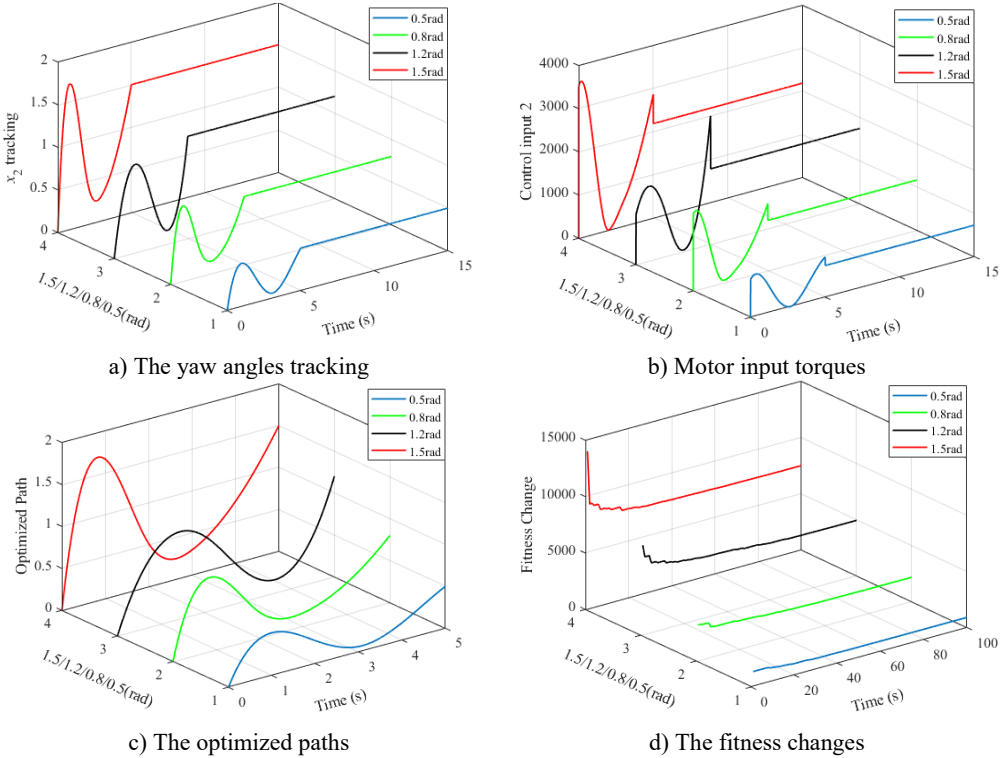 0.5rad
0.8rad
1.2rad
1.5rad
2
1.5
1
0.5
0
x2 tracking
4
3
2
1
1.5/1.2/0.8/0.5(rad)
0
5
10
15
Time (s)
a) The yaw angles tracking
0.5rad
0.8rad
1.2rad
1.5rad
4000
3000
2000
1000
0
Control input 2
4
3
2
1
1.5/1.2/0.8/0.5(rad)
0
5
10
15
Time (s)
b) Motor input torques
0.5rad
0.8rad
1.2rad
1.5rad
2
1.5
1
0.5
0
Optimized Path
4
3
2
1
1.5/1.2/0.8/0.5(rad)
0
1
2
3
4
5
Time (s)
c) The optimized paths
0.5rad
0.8rad
1.2rad
1.5rad
15000
10000
5000
0
Fitness Change
4
3
2
1
1.5/1.2/0.8/0.5(rad)
0
20
40
60
80
100
Time (s)
d) The fitness changes